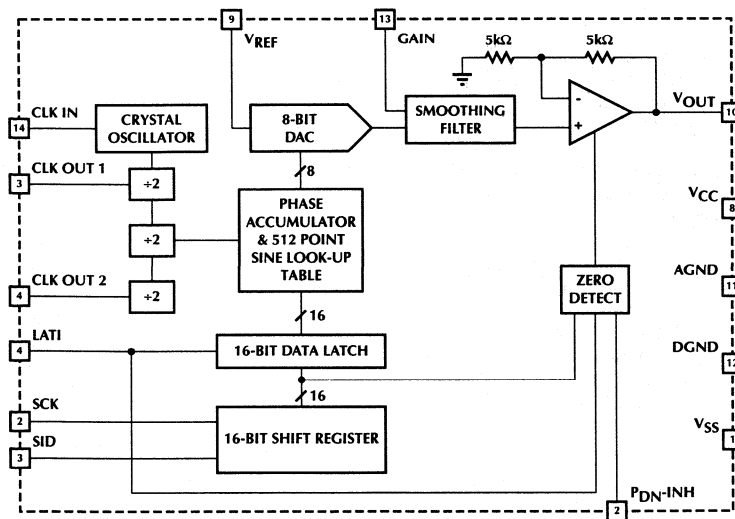 9
VREF
13
GAIN
5kΩ
5kΩ
14
CLK IN
CRYSTAL
OSCILLATOR
8-BIT
DAC
SMOOTHING
FILTER
-
+
VOUT
10
3
CLK OUT 1
÷2
8
PHASE
ACCUMULATOR
& 512 POINT
SINE LOOK-UP
TABLE
÷2
VCC
8
4
CLK OUT 2
÷2
ZERO
DETECT
AGND
11
16
4
LATI
16-BIT DATA LATCH
DGND
12
16
2
SCK
16-BIT SHIFT REGISTER
3
SID
VSS
1
PDN-INH
2